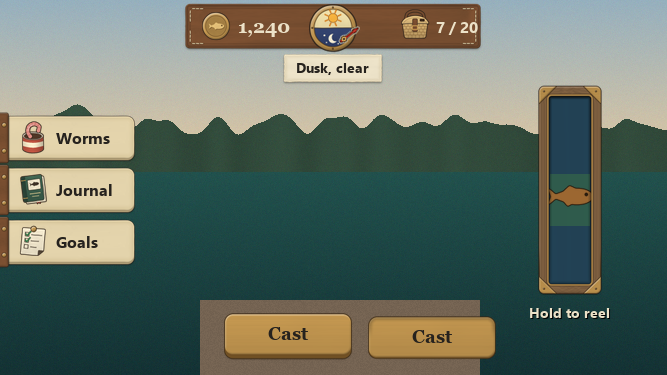 1,240
7 / 20
Dusk, clear
Worms
Journal
Goals
Hold to reel
Cast
Cast